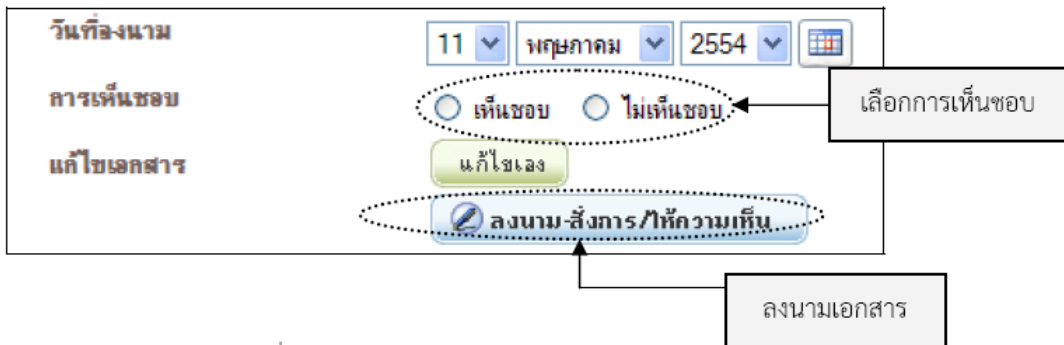 วันที่ลงนาม
11 พฤษภาคม 2554
การเห็นชอบ
เห็นชอบ ไม่เห็นชอบ
เลือกการเห็นชอบ
แก้ไขเอกสาร
แก้ไขเอง
ลงนาม-สั่งการ/ให้ความเห็น
ลงนามเอกสาร